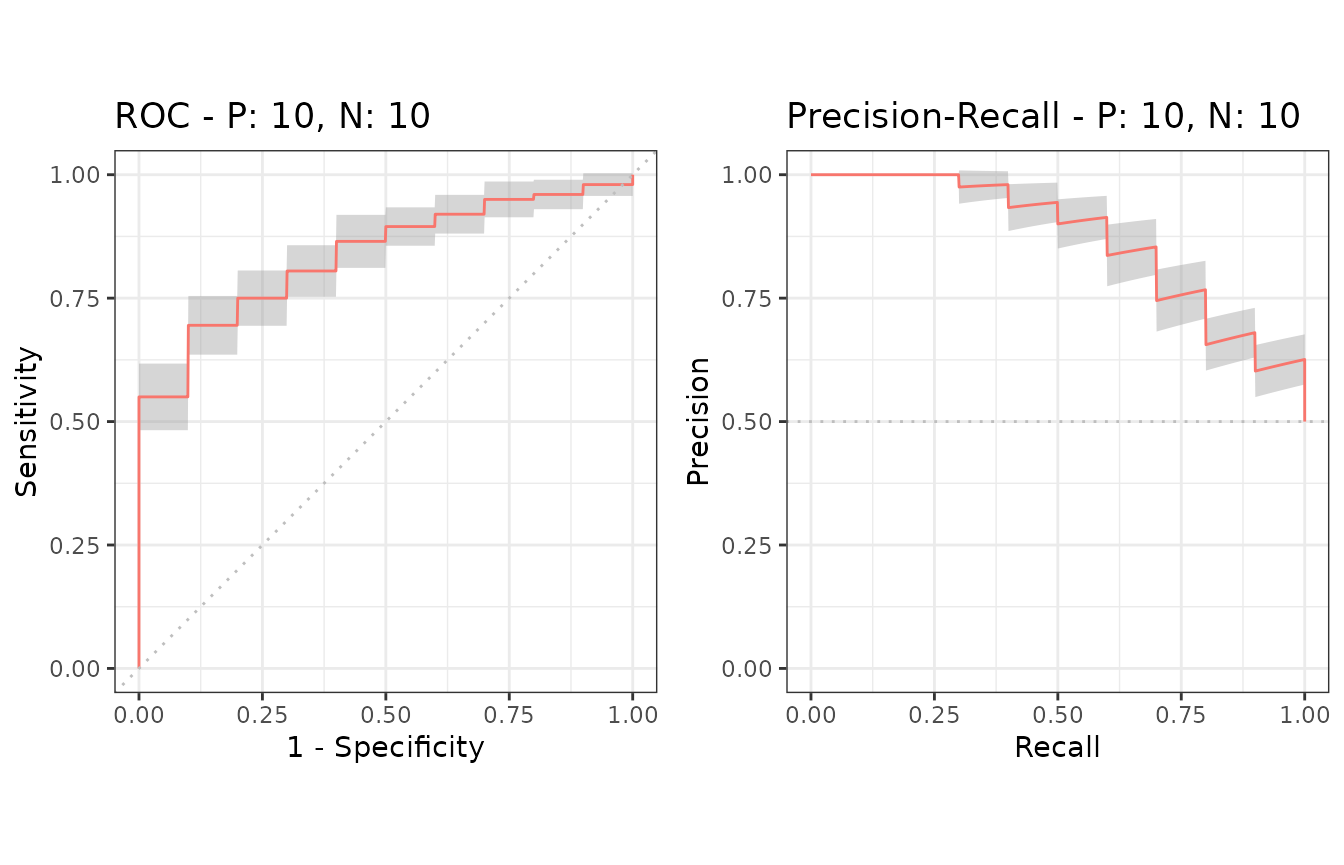 ROC - P: 10, N: 10
1.00
0.75
0.50
0.25
0.00
Sensitivity
0.00 0.25 0.50 0.75 1.00
1 - Specificity
Precision-Recall - P: 10, N: 10
1.00
0.75
0.50
0.25
0.00
Precision
0.00 0.25 0.50 0.75 1.00
Recall